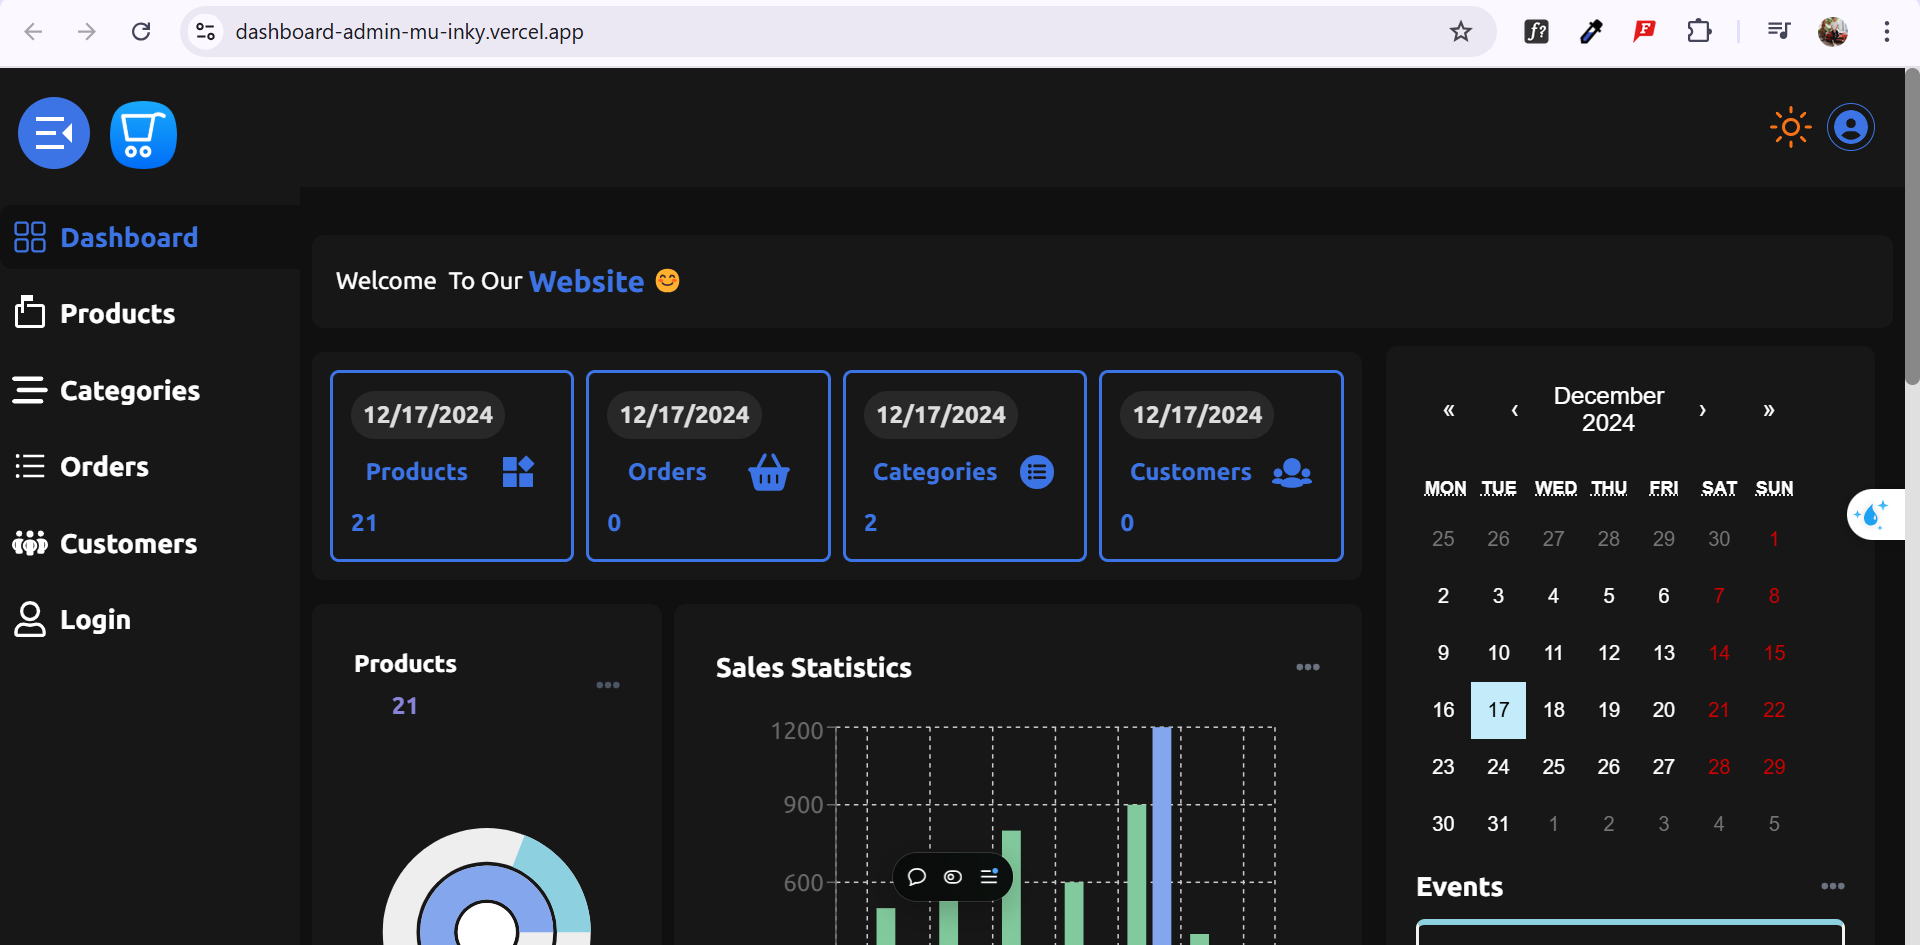 dashboard-admin-mu-inky.vercel.app
f?
F
Dashboard
Products
Categories
Orders
Customers
Login
Welcome To Our Website 😊
12/17/2024
Products
21
12/17/2024
Orders
0
12/17/2024
Categories
2
12/17/2024
Customers
0
Products
21
Sales Statistics
1200
900
600
« ‹ December 2024 › »
MON TUE WED THU FRI SAT SUN
25 26 27 28 29 30 1
2 3 4 5 6 7 8
9 10 11 12 13 14 15
16 17 18 19 20 21 22
23 24 25 26 27 28 29
30 31 1 2 3 4 5
Events